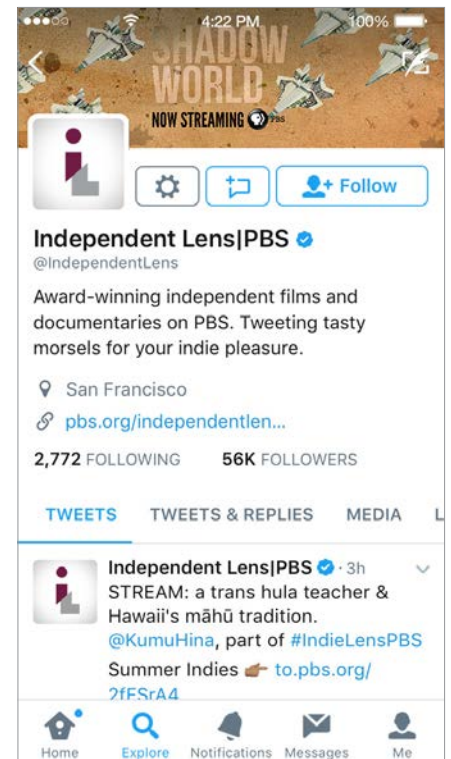 4:22 PM
100%
SHADOW
WORLD
NOW STREAMING PBS
Follow
Independent Lens|PBS
@IndependentLens
Award-winning independent films and
documentaries on PBS. Tweeting tasty
morsels for your indie pleasure.
San Francisco
pbs.org/independentlen...
2,772 FOLLOWING 56K FOLLOWERS
TWEETS TWEETS & REPLIES MEDIA L
Independent Lens|PBS · 3h
STREAM: a trans hula teacher &
Hawaii's māhū tradition.
@KumuHina, part of #IndieLensPBS
Summer Indies 👉🏽 to.pbs.org/
2fESrA4
Home Explore Notifications Messages Me